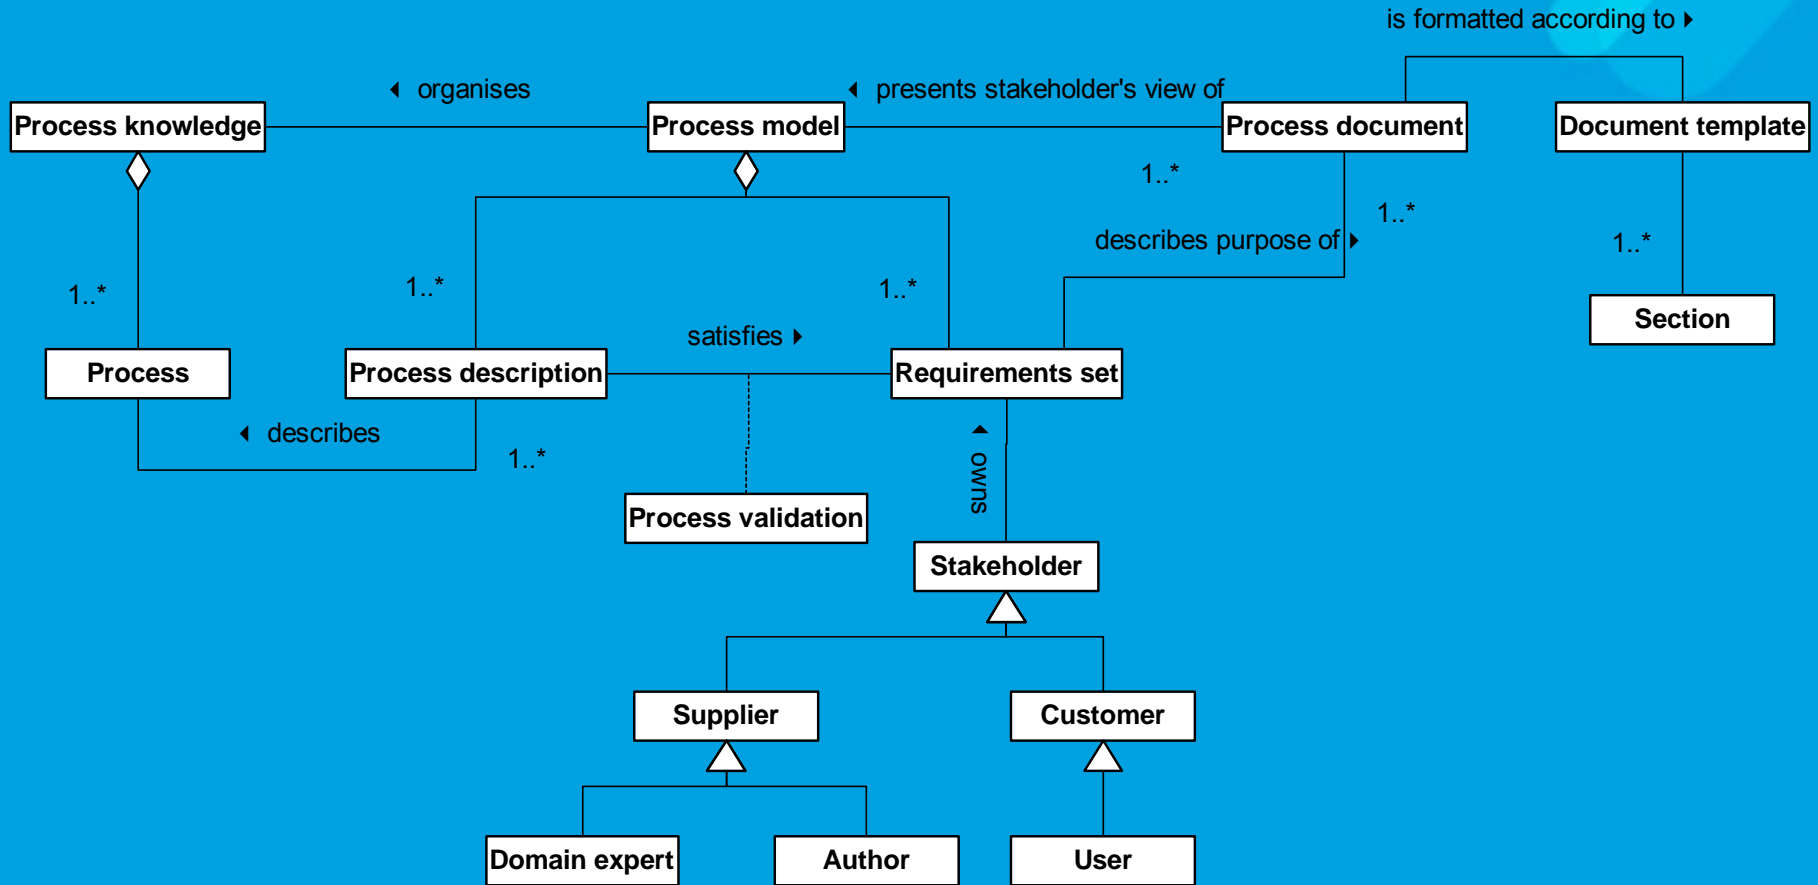 is formatted according to
organises
presents stakeholder's view of
Process knowledge
Process model
Process document
Document template
1..*
1..*
describes purpose of
1..*
1..*
1..*
1..*
Section
satisfies
Process
Process description
Requirements set
describes
1..*
owns
Process validation
Stakeholder
Supplier
Customer
Domain expert
Author
User